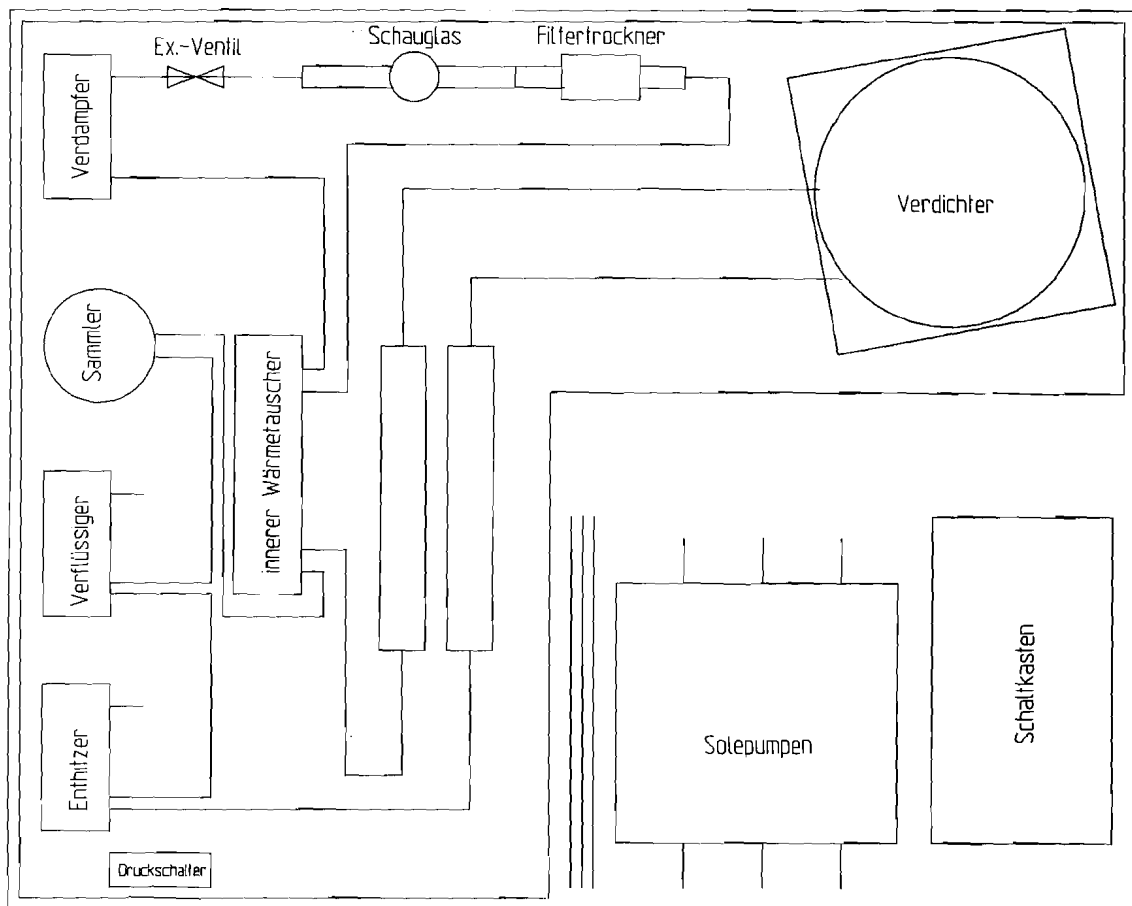 Ex.-Ventil
Schauglas
Filtertrockner
Verdampfer
Verdichter
Sammler
innerer Wärmetauscher
Verflüssiger
Enthitzer
Solepumpen
Schaltkasten
Druckschalter